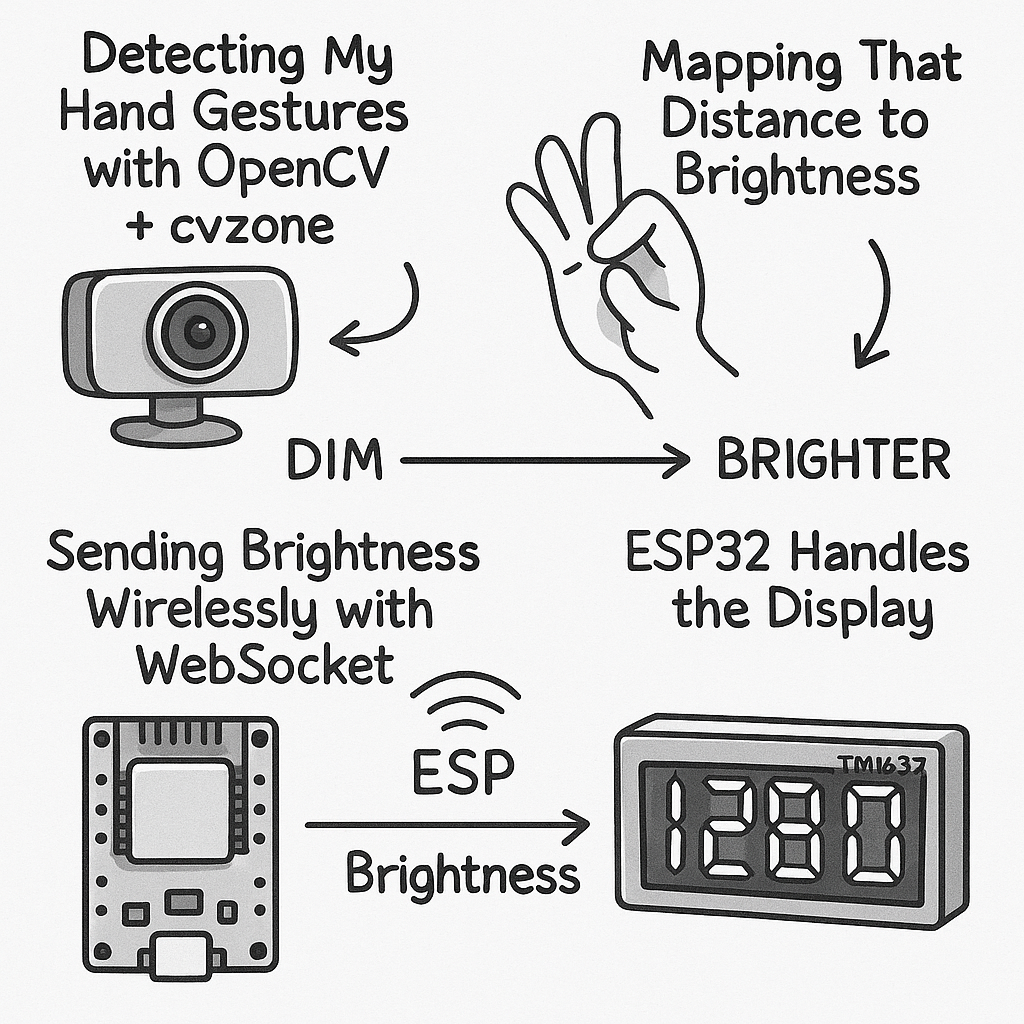 Detecting My
Hand Gestures
with OpenCV
+ cvzone
Mapping That
Distance to
Brightness
DIM
BRIGHTER
Sending Brightness
Wirelessly with
WebSocket
ESP32 Handles
the Display
ESP
Brightness
TM1637
1280